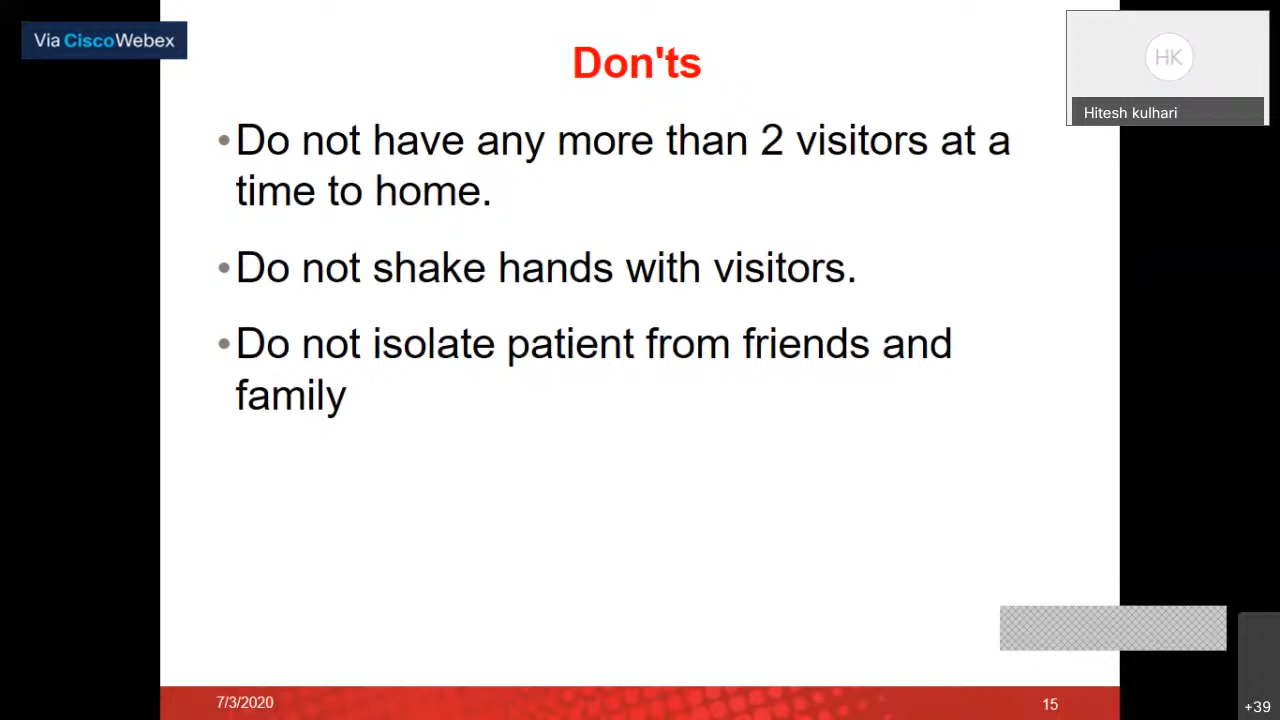 Via CiscoWebex
HK
Hitesh kulhari
Don'ts
•Do not have any more than 2 visitors at a
time to home.
•Do not shake hands with visitors.
•Do not isolate patient from friends and
family
7/3/2020
15
+39